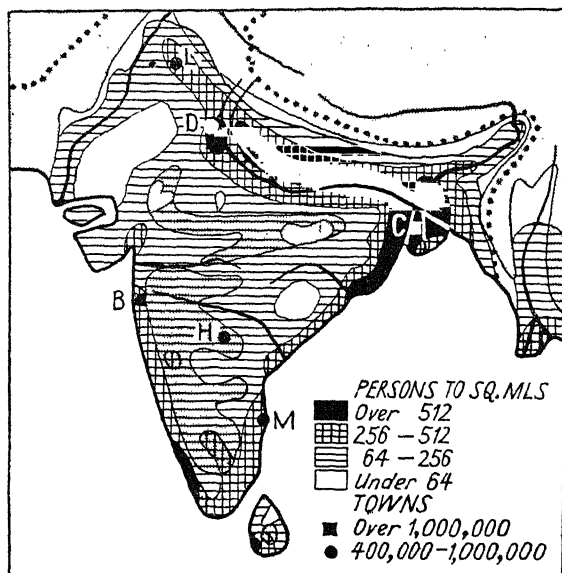 L
D
C
B
H
M
PERSONS TO SQ. MLS
Over 512
256 – 512
64 – 256
Under 64
TOWNS
Over 1,000,000
400,000–1,000,000